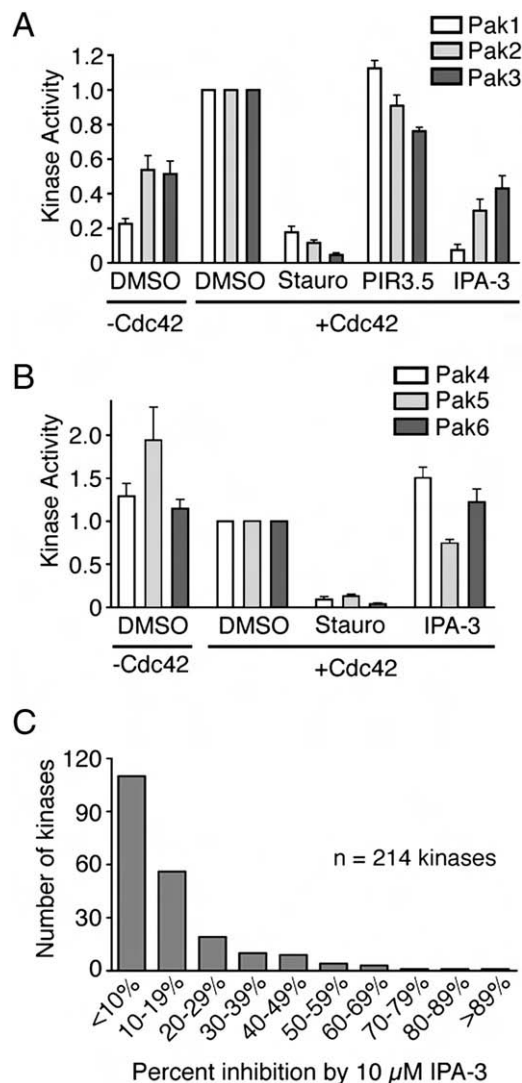 A
Pak1
Pak2
Pak3
Kinase Activity
1.2
1.0
0.8
0.6
0.4
0.2
0
DMSO DMSO Stauro PIR3.5 IPA-3
-Cdc42 +Cdc42
B
Pak4
Pak5
Pak6
Kinase Activity
2.0
1.5
1.0
0.5
0
DMSO DMSO Stauro IPA-3
-Cdc42 +Cdc42
C
Number of kinases
120
90
60
30
0
n = 214 kinases
<10% 10-19% 20-29% 30-39% 40-49% 50-59% 60-69% 70-79% 80-89% >89%
Percent inhibition by 10 µM IPA-3